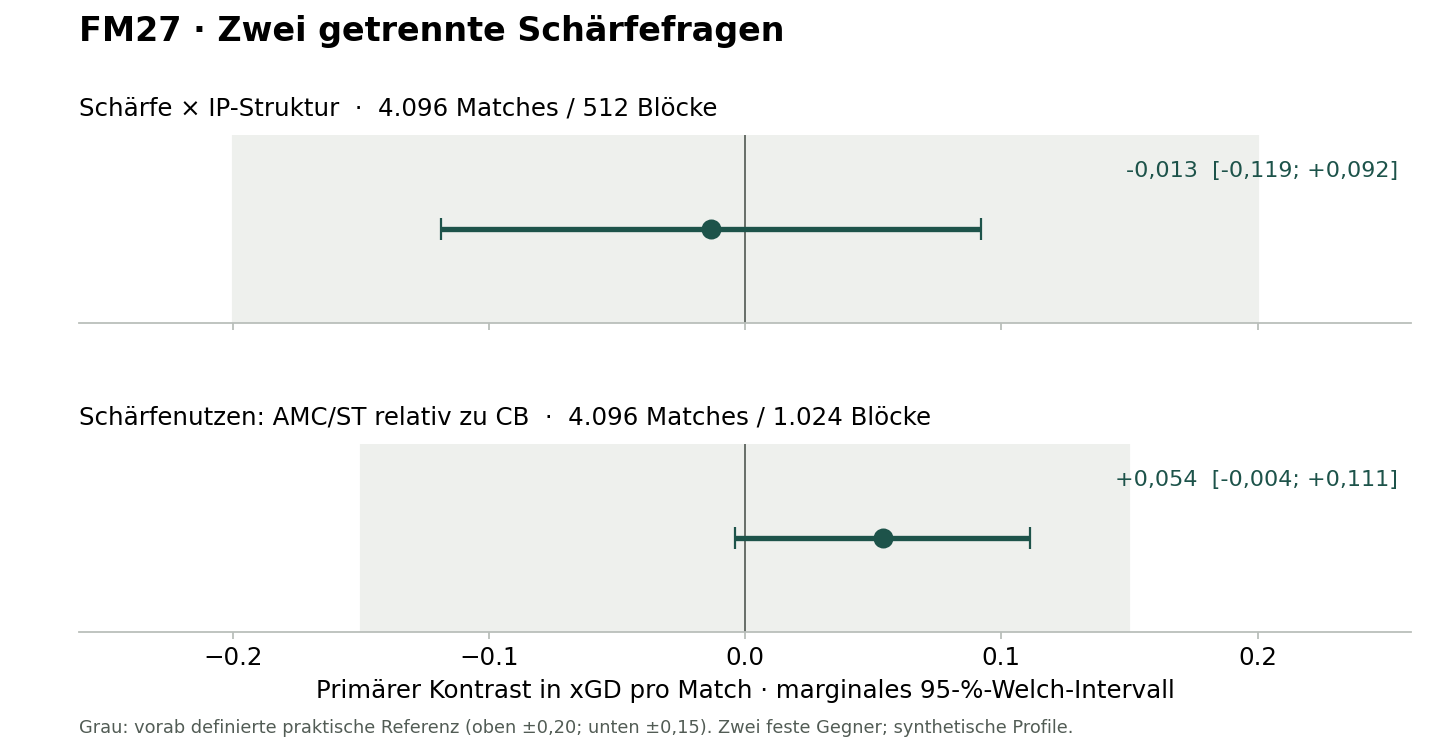 FM27 · Zwei getrennte Schärfefragen
Schärfe × IP-Struktur · 4.096 Matches / 512 Blöcke
-0,013 [-0,119; +0,092]
Schärfenutzen: AMC/ST relativ zu CB · 4.096 Matches / 1.024 Blöcke
+0,054 [-0,004; +0,111]
−0.2 −0.1 0.0 0.1 0.2
Primärer Kontrast in xGD pro Match · marginales 95-%-Welch-Intervall
Grau: vorab definierte praktische Referenz (oben ±0,20; unten ±0,15). Zwei feste Gegner; synthetische Profile.